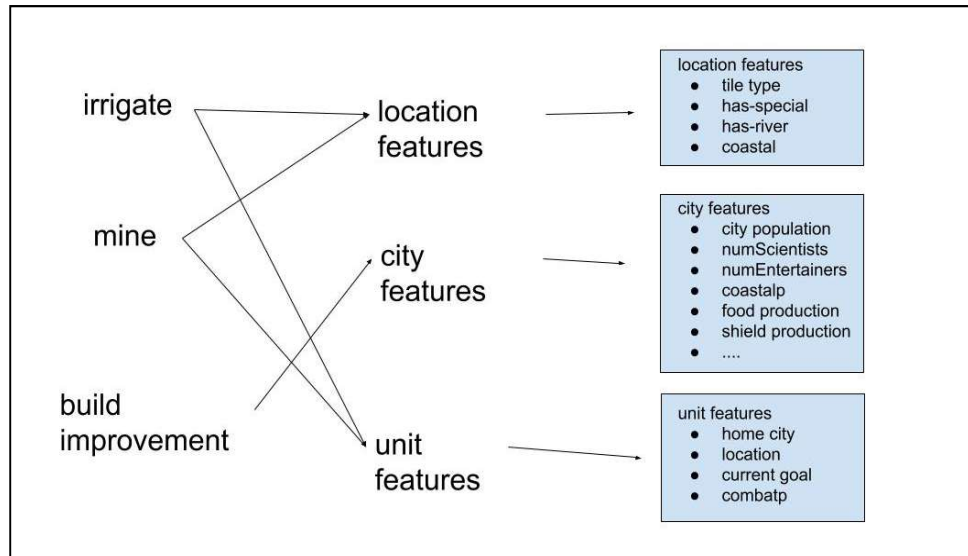 irrigate
mine
build
improvement
location
features
city
features
unit
features
location features
● tile type
● has-special
● has-river
● coastal
city features
● city population
● numScientists
● numEntertainers
● coastalp
● food production
● shield production
● ....
unit features
● home city
● location
● current goal
● combatp